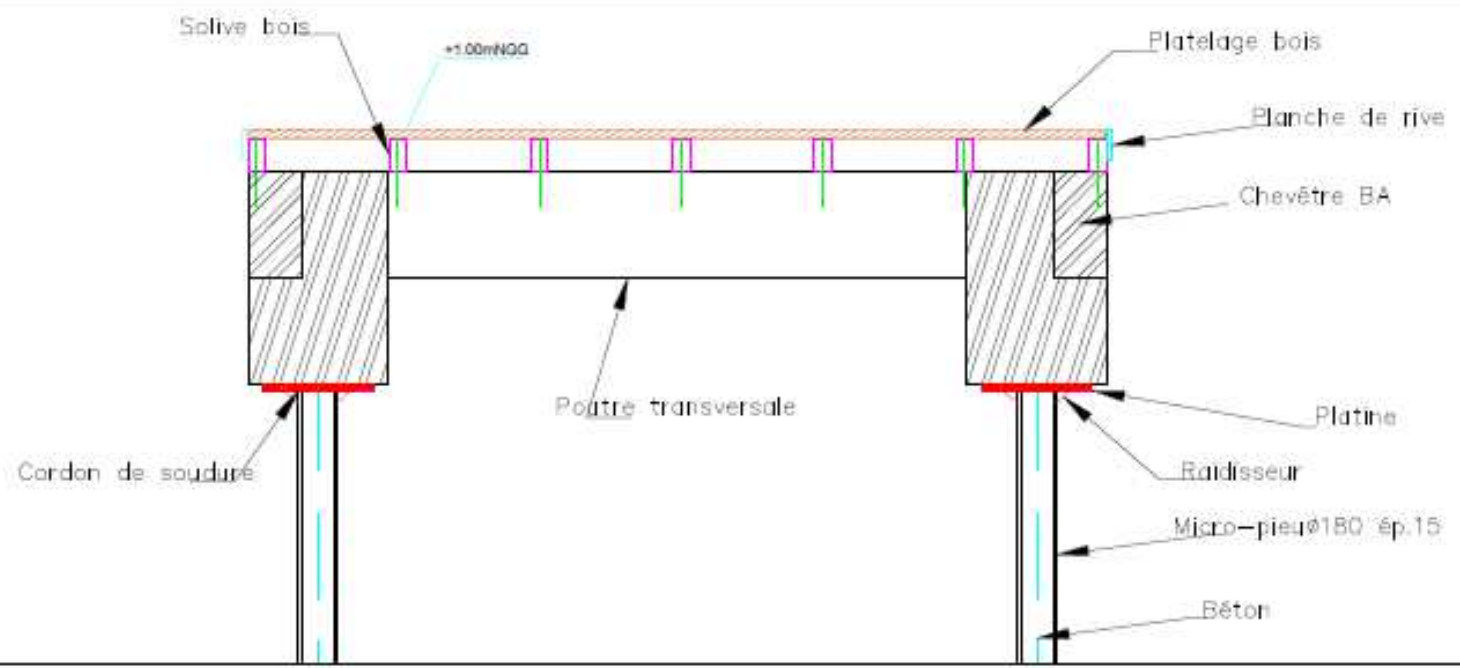 Solive bois
+1.00mNGG
Platelage bois
Planche de rive
Chevêtre BA
Poutre transversale
Platine
Cordon de soudure
Raidisseur
Micro-pieuø180 ép.15
Béton